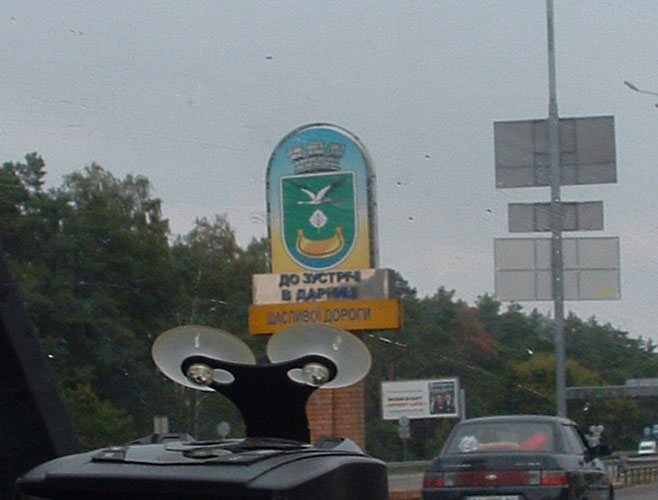 ДО ЗУСТРІЧІ
В ДАРНИЦІ
ЩАСЛИВОЇ ДОРОГИ